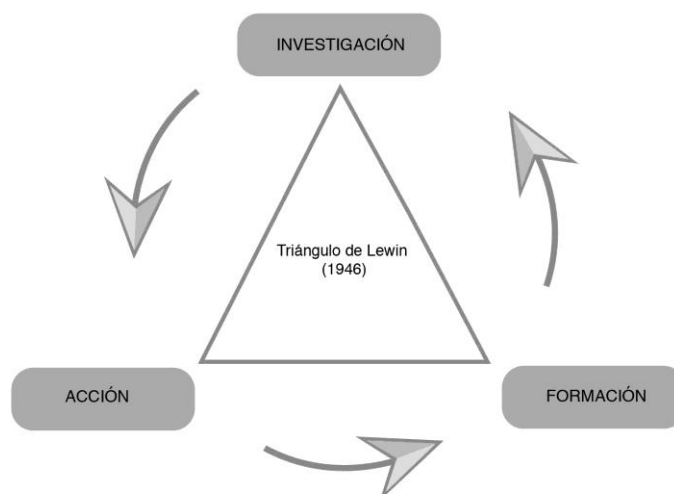 INVESTIGACIÓN
Triángulo de Lewin
(1946)
ACCIÓN
FORMACIÓN